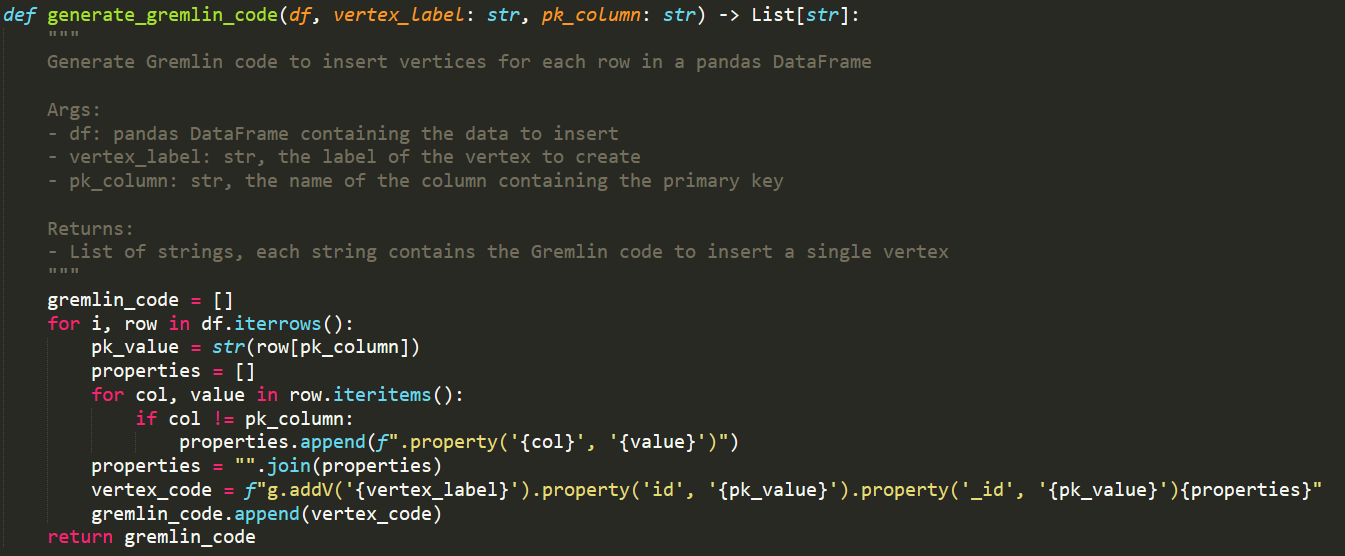 def generate_gremlin_code(df, vertex_label: str, pk_column: str) -> List[str]:
    """
    Generate Gremlin code to insert vertices for each row in a pandas DataFrame

    Args:
    - df: pandas DataFrame containing the data to insert
    - vertex_label: str, the label of the vertex to create
    - pk_column: str, the name of the column containing the primary key

    Returns:
    - List of strings, each string contains the Gremlin code to insert a single vertex
    """
    gremlin_code = []
    for i, row in df.iterrows():
        pk_value = str(row[pk_column])
        properties = []
        for col, value in row.iteritems():
            if col != pk_column:
                properties.append(f".property('{col}', '{value}')")
        properties = "".join(properties)
        vertex_code = f"g.addV('{vertex_label}').property('id', '{pk_value}').property('_id', '{pk_value}'){properties}"
        gremlin_code.append(vertex_code)
    return gremlin_code